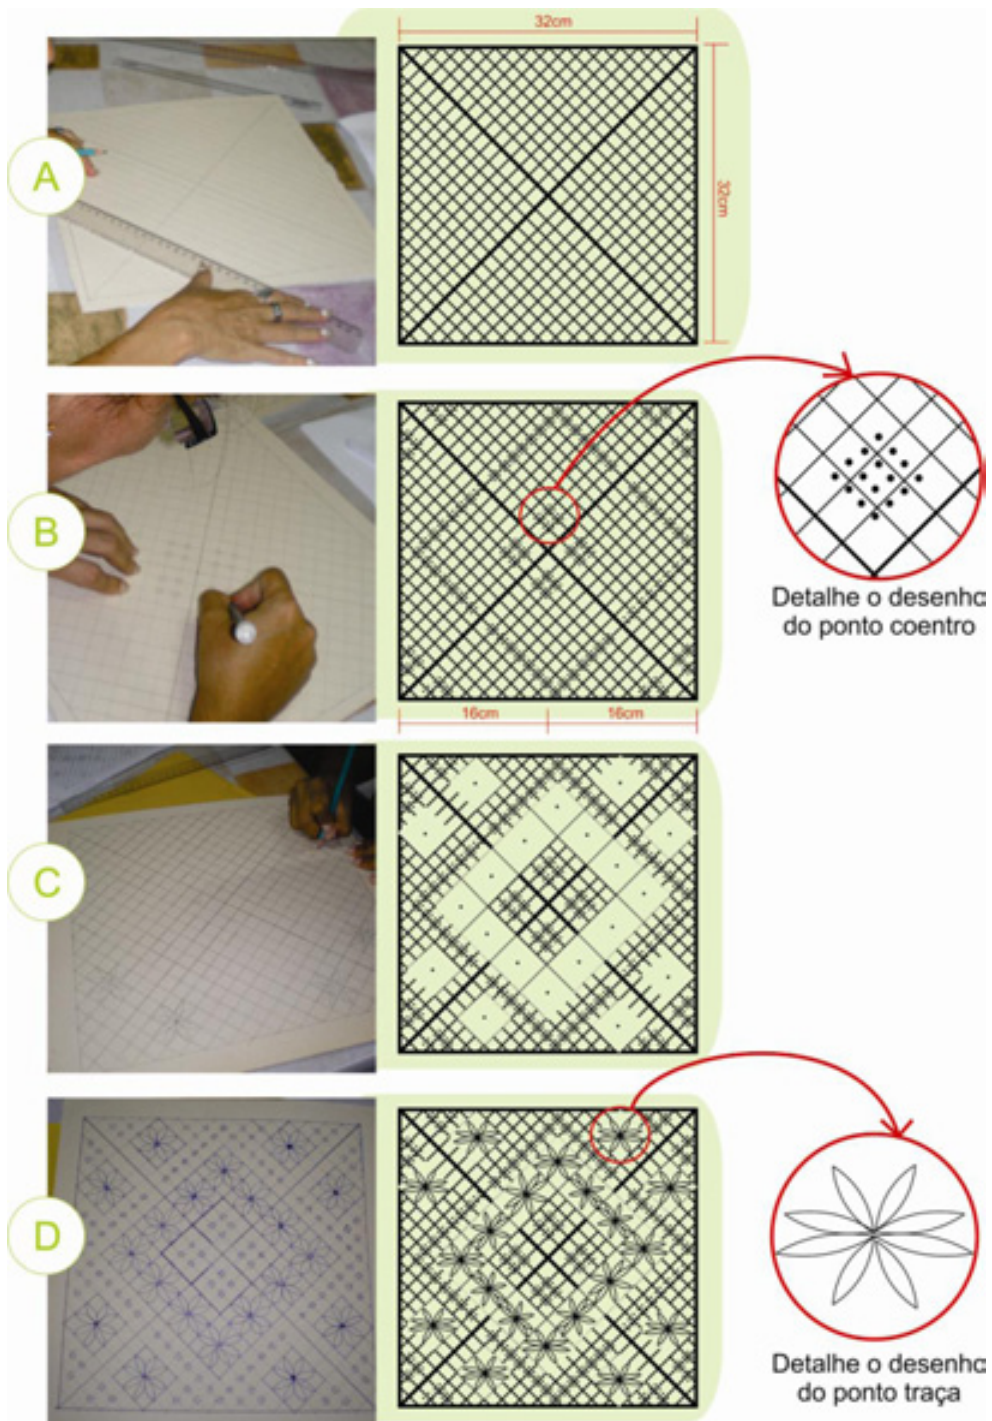 32cm
A
32cm
B
Detalhe o desenho
do ponto coentro
16cm
16cm
C
D
Detalhe o desenho
do ponto traça